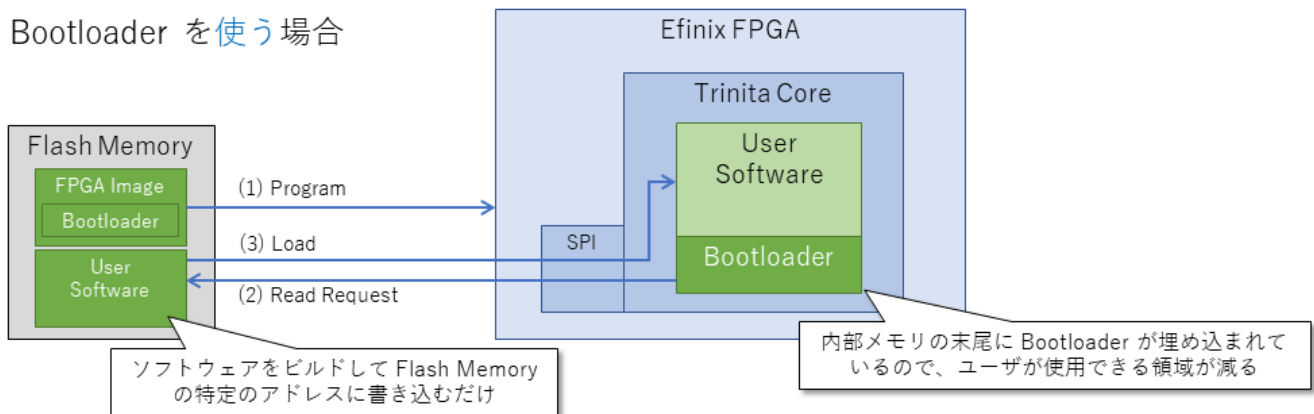 Bootloader を使う場合
Efinix FPGA
Trinita Core
Flash Memory
User
Software
FPGA Image
(1) Program
Bootloader
(3) Load
SPI
Bootloader
User
Software
(2) Read Request
ソフトウェアをビルドして Flash Memory
の特定のアドレスに書き込むだけ
内部メモリの末尾に Bootloader が埋め込まれて
いるので、ユーザが使用できる領域が減る